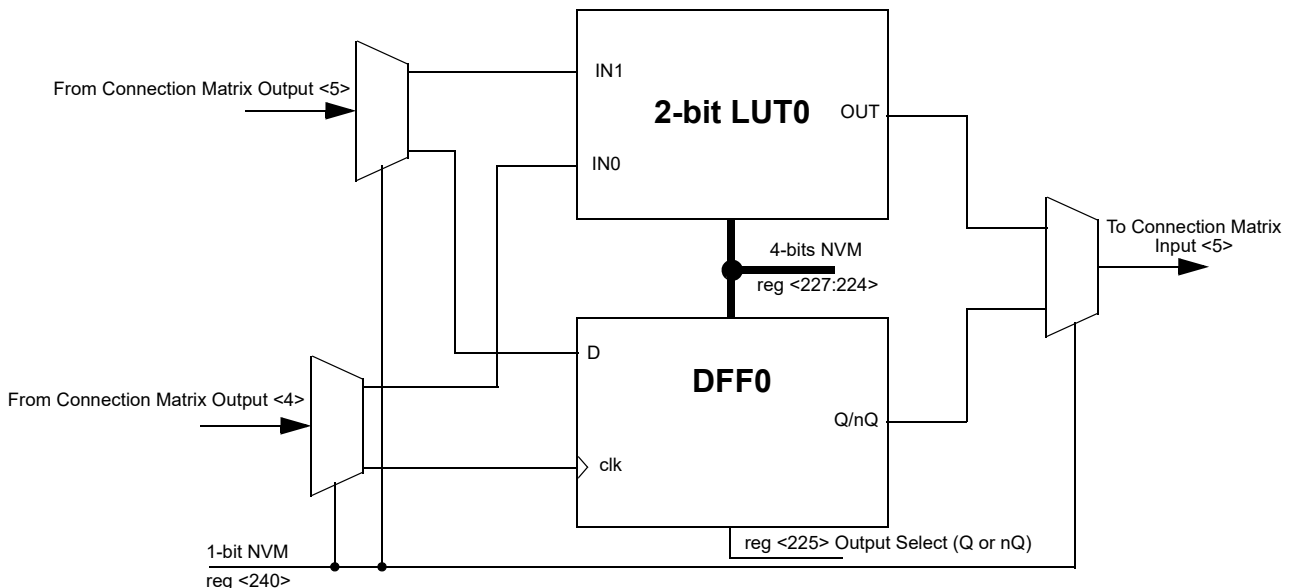 From Connection Matrix Output <5>
IN1
2-bit LUT0
OUT
IN0
To Connection Matrix
Input <5>
4-bits NVM
reg <227:224>
D
DFF0
From Connection Matrix Output <4>
Q/nQ
clk
reg <225> Output Select (Q or nQ)
1-bit NVM
reg <240>